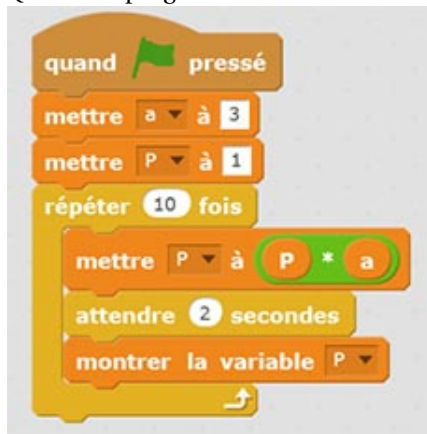 quand pressé
mettre a à 3
mettre P à 1
répéter 10 fois
mettre P à P * a
attendre 2 secondes
montrer la variable P